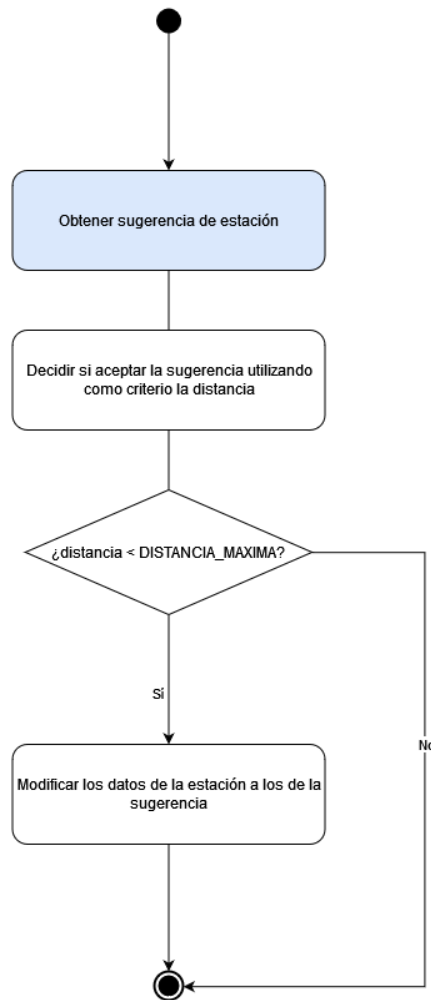 Obtener sugerencia de estación
Decidir si aceptar la sugerencia utilizando
como criterio la distancia
¿distancia < DISTANCIA_MAXIMA?
Sí
No
Modificar los datos de la estación a los de la
sugerencia